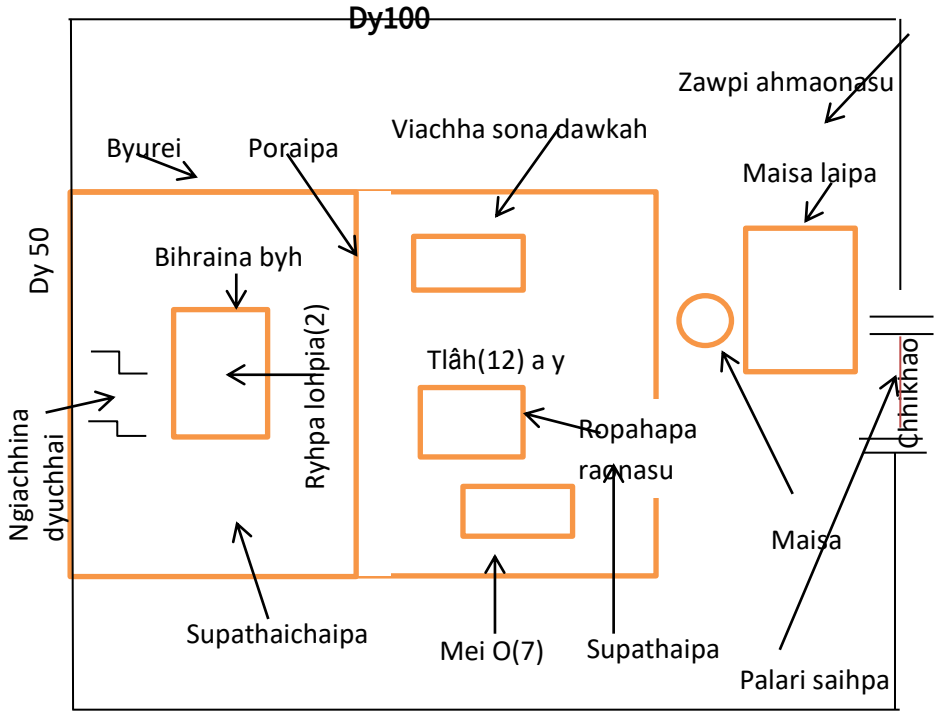 Dy100
Zawpi ahmaonasu
Viachha sona dawkah
Byurei
Poraipa
Maisa laipa
Dy 50
Bihraina byh
Ryhpa lohpia(2)
Tlâh(12) a y
Chhikhao
Ropahapa
raonasu
Ngiachhina
dyuchhai
Maisa
Supathaichaipa
Mei O(7)
Supathaipa
Palari saihpa